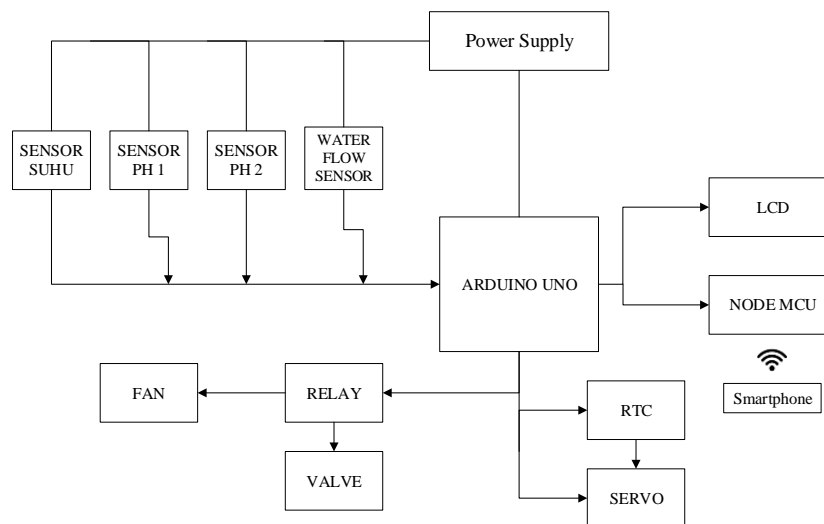 Power Supply
SENSOR
SUHU
SENSOR
PH 1
SENSOR
PH 2
WATER
FLOW
SENSOR
LCD
ARDUINO UNO
NODE MCU
Smartphone
FAN
RELAY
RTC
VALVE
SERVO